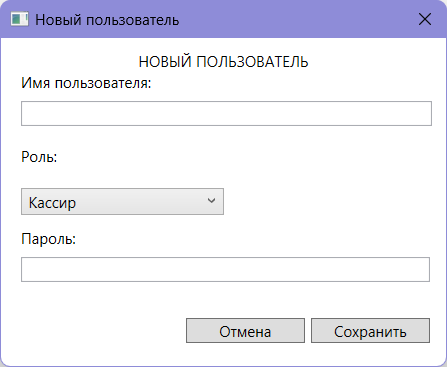 Новый пользователь
НОВЫЙ ПОЛЬЗОВАТЕЛЬ
Имя пользователя:
Роль:
Кассир
Пароль:
Отмена Сохранить